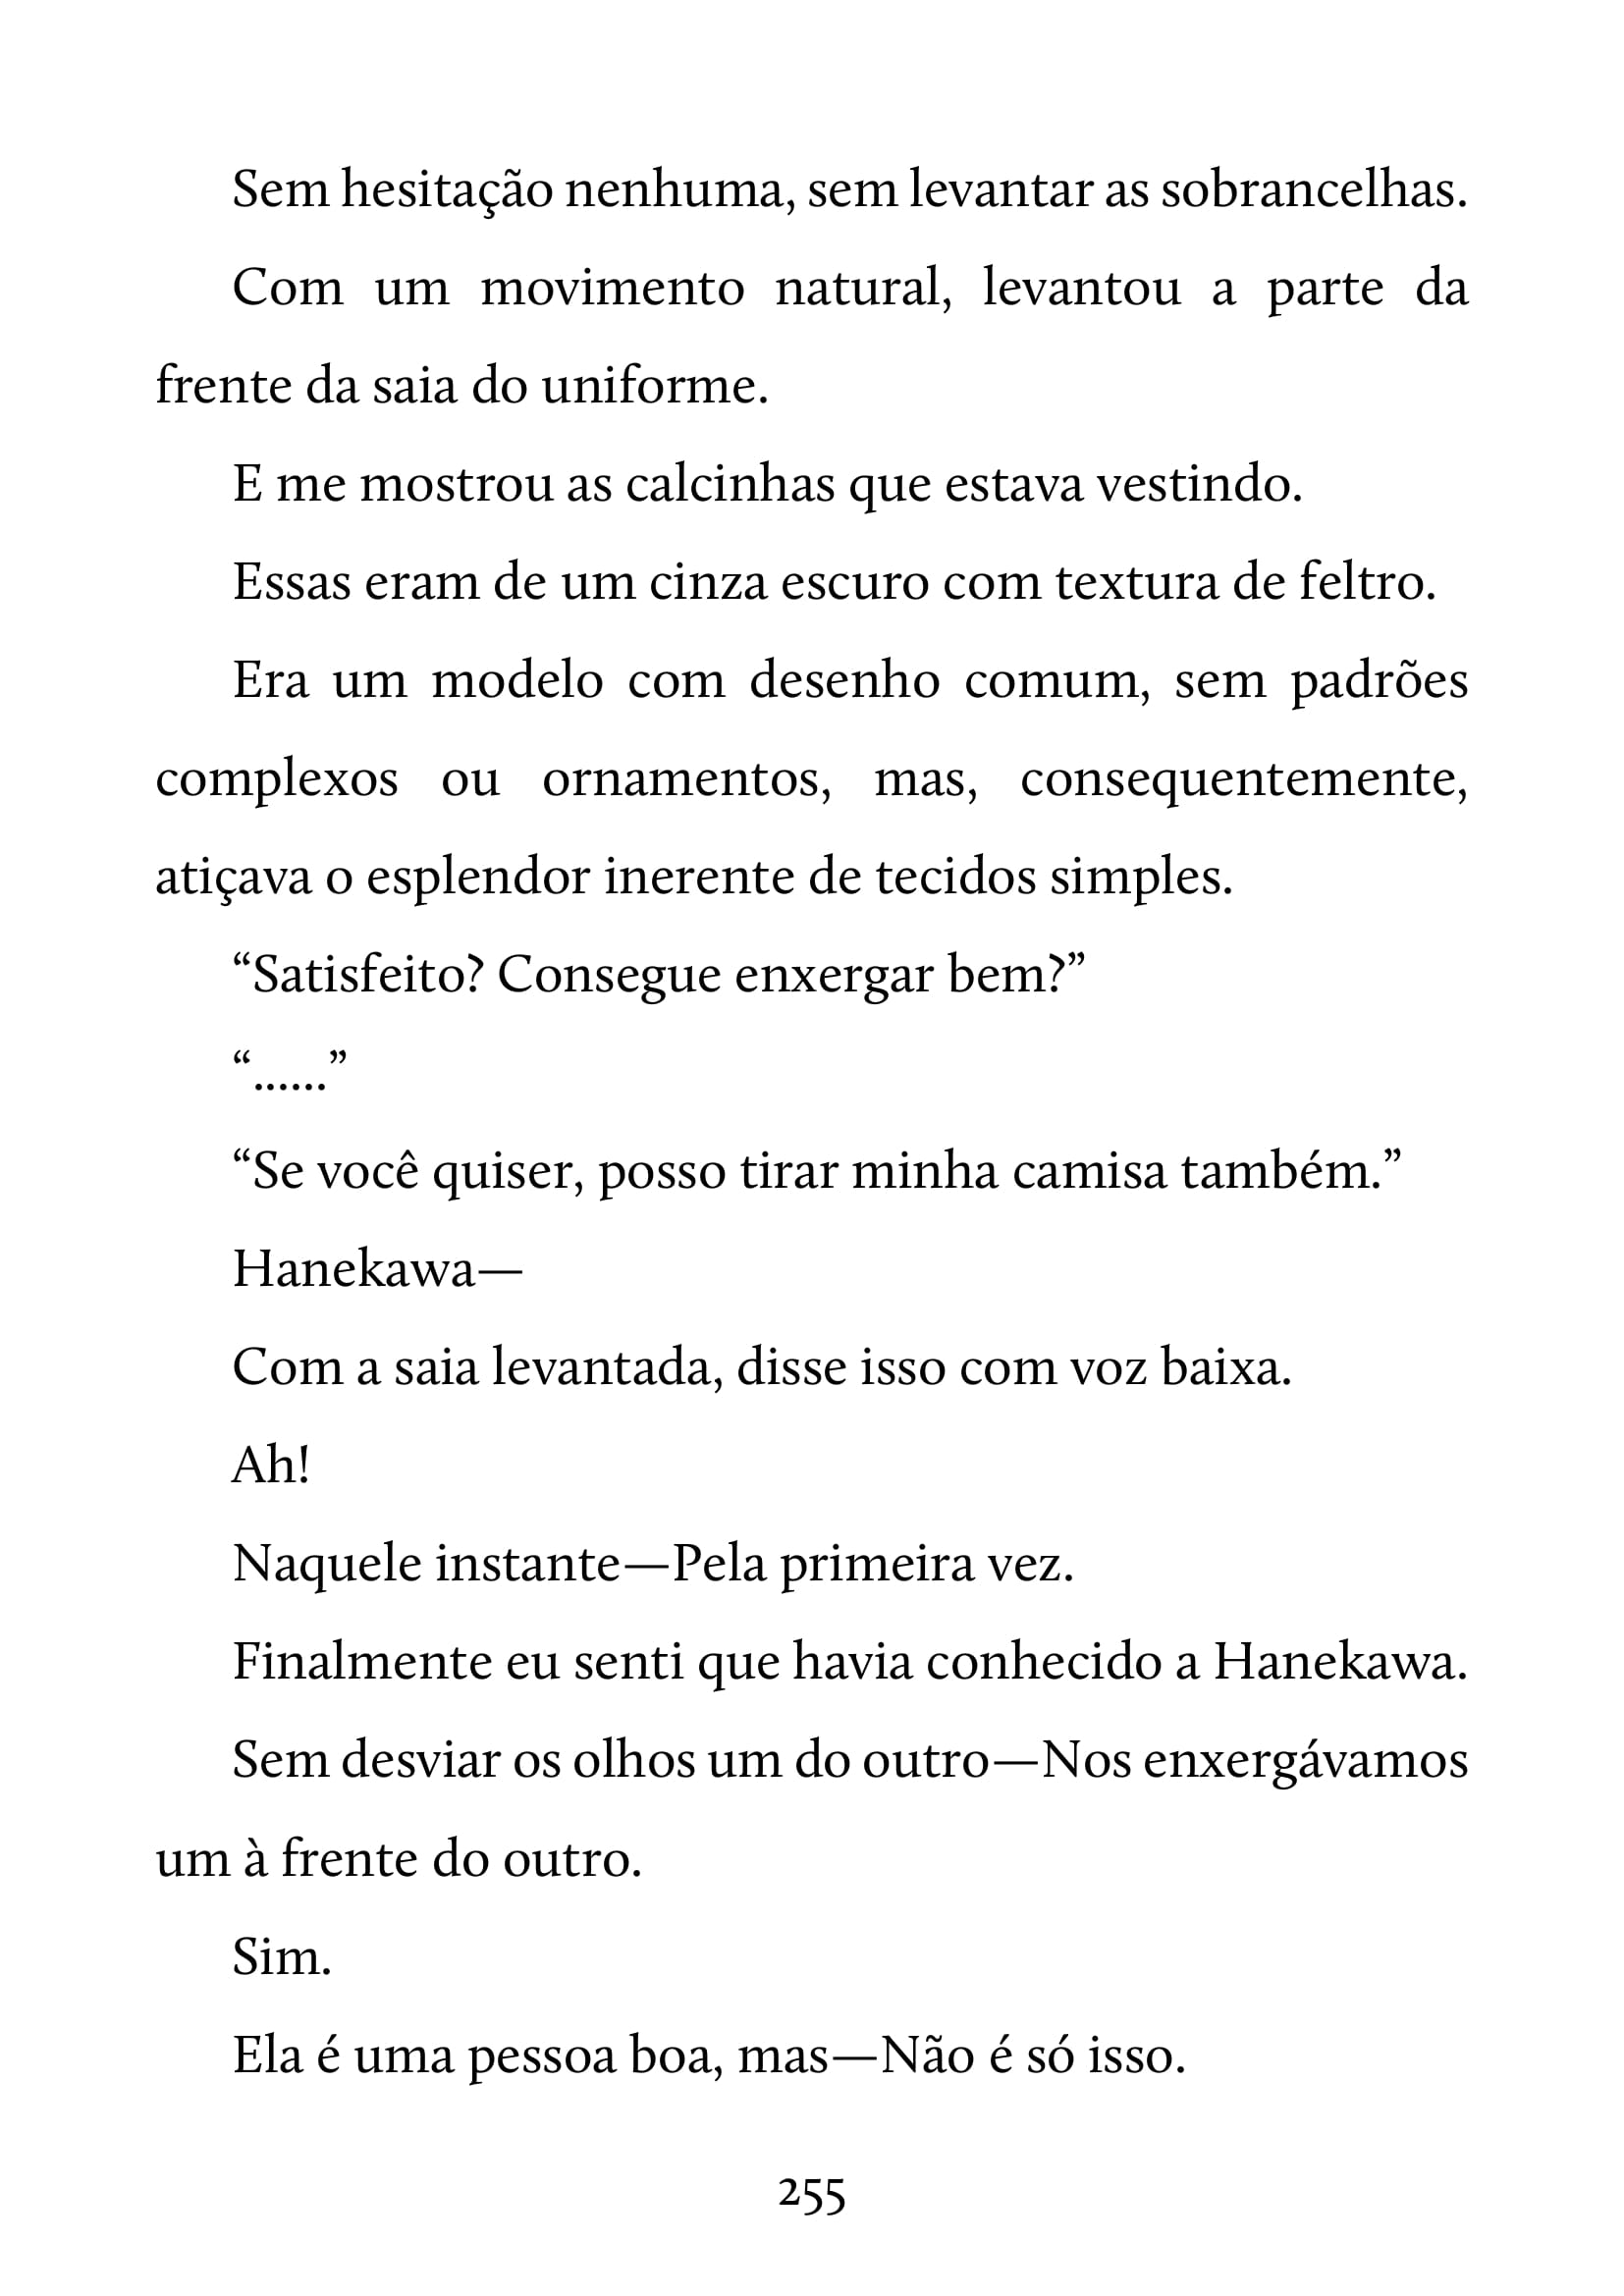 Sem hesitação nenhuma, sem levantar as sobrancelhas.
Com um movimento natural, levantou a parte da
frente da saia do uniforme.
E me mostrou as calcinhas que estava vestindo.
Essas eram de um cinza escuro com textura de feltro.
Era um modelo com desenho comum, sem padrões
complexos ou ornamentos, mas, consequentemente,
atiçava o esplendor inerente de tecidos simples.
“Satisfeito? Consegue enxergar bem?”
“......”
“Se você quiser, posso tirar minha camisa também.”
Hanekawa—
Com a saia levantada, disse isso com voz baixa.
Ah!
Naquele instante—Pela primeira vez.
Finalmente eu senti que havia conhecido a Hanekawa.
Sem desviar os olhos um do outro—Nos enxergávamos
um à frente do outro.
Sim.
Ela é uma pessoa boa, mas—Não é só isso.
255